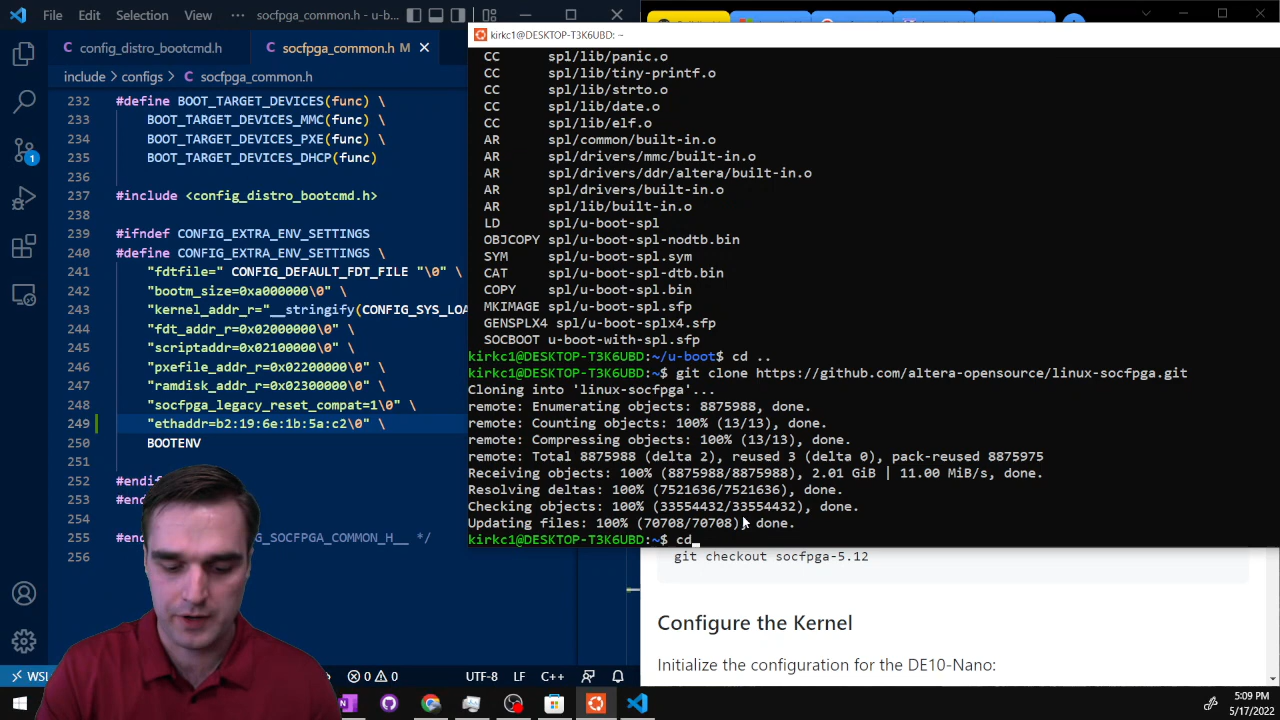 File Edit Selection View ··· socfpga_common.h - u-b
config_distro_bootcmd.h socfpga_common.h M
include > configs > socfpga_common.h
232 #define BOOT_TARGET_DEVICES(func) \
233 BOOT_TARGET_DEVICES_MMC(func) \
234 BOOT_TARGET_DEVICES_PXE(func) \
235 BOOT_TARGET_DEVICES_DHCP(func)
236
237 #include <config_distro_bootcmd.h>
238
239 #ifndef CONFIG_EXTRA_ENV_SETTINGS
240 #define CONFIG_EXTRA_ENV_SETTINGS \
241 "fdtfile=" CONFIG_DEFAULT_FDT_FILE "\0" \
242 "bootm_size=0xa000000\0" \
243 "kernel_addr_r="__stringify(CONFIG_SYS_LOA
244 "fdt_addr_r=0x02000000\0" \
245 "scriptaddr=0x02100000\0" \
246 "pxefile_addr_r=0x02200000\0" \
247 "ramdisk_addr_r=0x02300000\0" \
248 "socfpga_legacy_reset_compat=1\0" \
249 "ethaddr=b2:19:6e:1b:5a:c2\0" \
250 BOOTENV
251
252 #endif
253 #end
254
255 #en G_SOCFPGA_COMMON_H__ */
256
WSL 0 0 UTF-8 LF C++
kirkc1@DESKTOP-T3K6UBD: ~
CC spl/lib/panic.o
CC spl/lib/tiny-printf.o
CC spl/lib/strto.o
CC spl/lib/date.o
CC spl/lib/elf.o
AR spl/common/built-in.o
AR spl/drivers/mmc/built-in.o
AR spl/drivers/ddr/altera/built-in.o
AR spl/drivers/built-in.o
AR spl/lib/built-in.o
LD spl/u-boot-spl
OBJCOPY spl/u-boot-spl-nodtb.bin
SYM spl/u-boot-spl.sym
CAT spl/u-boot-spl-dtb.bin
COPY spl/u-boot-spl.bin
MKIMAGE spl/u-boot-spl.sfp
GENSPLX4 spl/u-boot-splx4.sfp
SOCBOOT u-boot-with-spl.sfp
kirkc1@DESKTOP-T3K6UBD:~/u-boot$ cd ..
kirkc1@DESKTOP-T3K6UBD:~$ git clone https://github.com/altera-opensource/linux-socfpga.git
Cloning into 'linux-socfpga'...
remote: Enumerating objects: 8875988, done.
remote: Counting objects: 100% (13/13), done.
remote: Compressing objects: 100% (13/13), done.
remote: Total 8875988 (delta 2), reused 3 (delta 0), pack-reused 8875975
Receiving objects: 100% (8875988/8875988), 2.01 GiB | 11.00 MiB/s, done.
Resolving deltas: 100% (7521636/7521636), done.
Checking objects: 100% (33554432/33554432), done.
Updating files: 100% (70708/70708), done.
kirkc1@DESKTOP-T3K6UBD:~$ cd_
git checkout socfpga-5.12
Configure the Kernel
Initialize the configuration for the DE10-Nano:
5:09 PM
5/17/2022